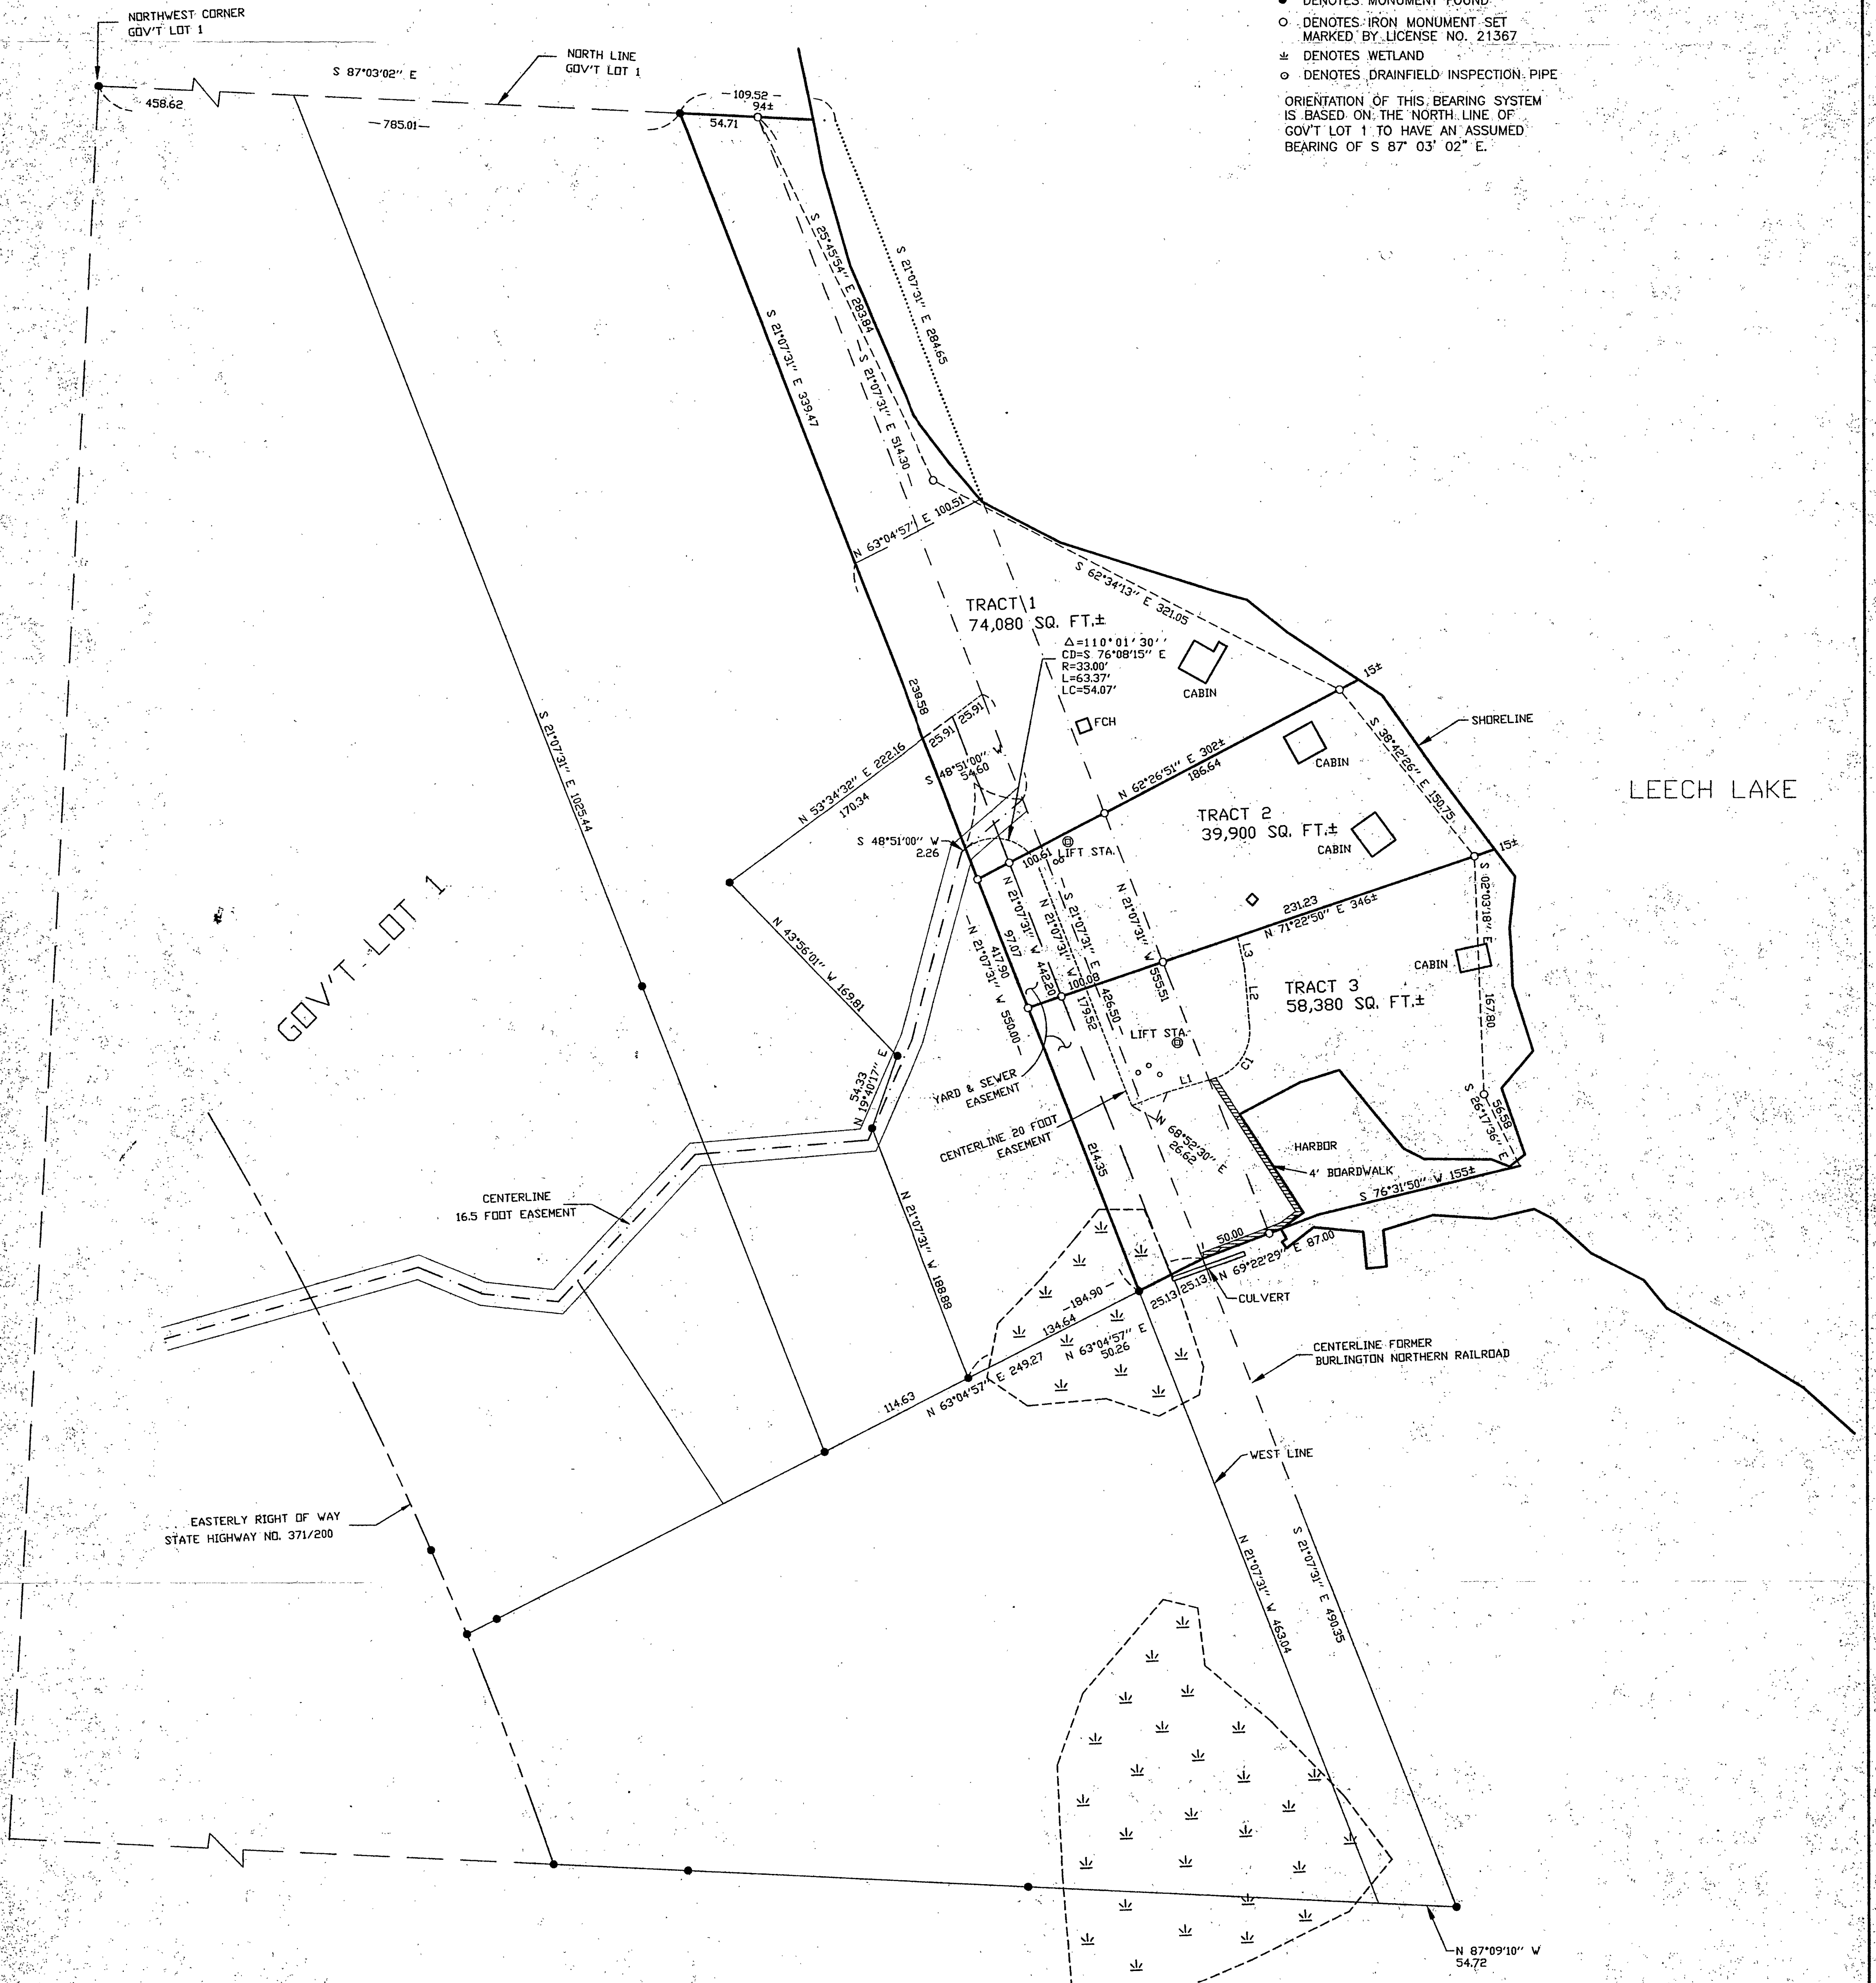 NORTHWEST CORNER
GOV'T LOT 1
458.62
S 87°03'02" E
785.01
NORTH LINE
GOV'T LOT 1
109.52
94±
54.71
● DENOTES MONUMENT FOUND
○ DENOTES IRON MONUMENT SET
MARKED BY LICENSE NO. 21367
DENOTES WETLAND
DENOTES DRAINFIELD INSPECTION PIPE
ORIENTATION OF THIS BEARING SYSTEM
IS BASED ON THE NORTH LINE OF
GOV'T LOT 1 TO HAVE AN ASSUMED
BEARING OF S 87° 03' 02" E.
S 25°45'54" E 283.84
S 21°07'31" E 284.65
S 21°07'31" E 339.47
S 21°07'31" E 514.30
N 63°04'57" E 100.51
S 62°34'13" E 321.05
TRACT 1
74,080 SQ. FT.±
Δ=110°01'30"
CD=S 76°08'15" E
R=33.00'
L=63.37'
LC=54.07'
CABIN
FCH
15±
SHORELINE
238.58
25.91
25.91
S 48°51'00" W
54.60
N 53°34'32" E 222.16
170.34
S 21°07'31" E 1025.44
N 62°26'51" E 302±
186.64
CABIN
S 38°42'26" E 150.75
LEECH LAKE
TRACT 2
39,900 SQ. FT.±
CABIN
S 48°51'00" W
2.26
100.61
LIFT STA.
15±
GOV'T LOT 1
N 43°56'01" W 169.81
N 21°07'31" W 442.20
97.07
417.90
N 21°07'31" W 550.00
N 21°07'31" W
179.52
S 21°07'31" E 426.50
N 21°07'31" W 555.51
231.23
N 71°22'50" E 346±
S 02°03'18" E
167.80
100.08
L3
L2
CABIN
TRACT 3
58,380 SQ. FT.±
LIFT STA.
C1
L1
YARD & SEWER
EASEMENT
54.33
N 19°40'17" E
CENTERLINE 20 FOOT
EASEMENT
N 68°52'30" E
26.62
214.35
56.58
S 26°17'36" E
HARBOR
4' BOARDWALK
S 76°31'50" W 155±
CENTERLINE
16.5 FOOT EASEMENT
N 21°07'31" W 188.88
50.00
N 69°22'29" E 87.00
25.13
25.13
CULVERT
184.90
134.64
N 63°04'57" E
50.26
N 63°04'57" E 249.27
114.63
CENTERLINE FORMER
BURLINGTON NORTHERN RAILROAD
WEST LINE
EASTERLY RIGHT OF WAY
STATE HIGHWAY NO. 371/200
N 21°07'31" W 463.04
S 21°07'31" E 490.35
N 87°09'10" W
54.72